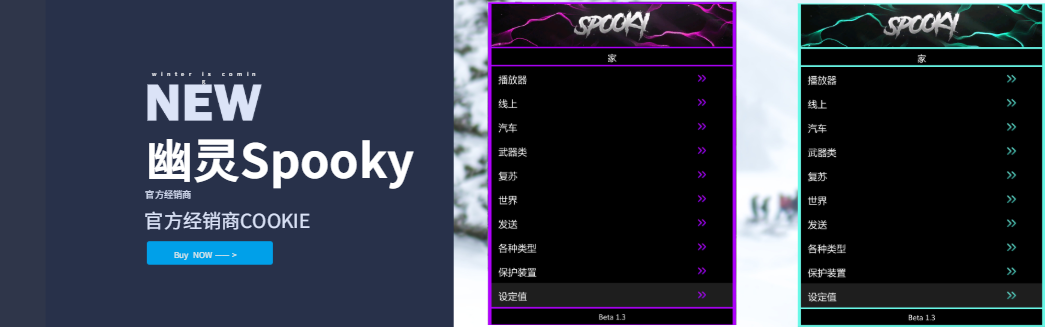 winter is coming
NEW
幽灵Spooky
官方经销商
官方经销商COOKIE
Buy NOW ——>
SPOOKY
家
播放器
线上
汽车
武器类
复苏
世界
发送
各种类型
保护装置
设定值
Beta 1.3
SPOOKY
家
播放器
线上
汽车
武器类
复苏
世界
发送
各种类型
保护装置
设定值
Beta 1.3